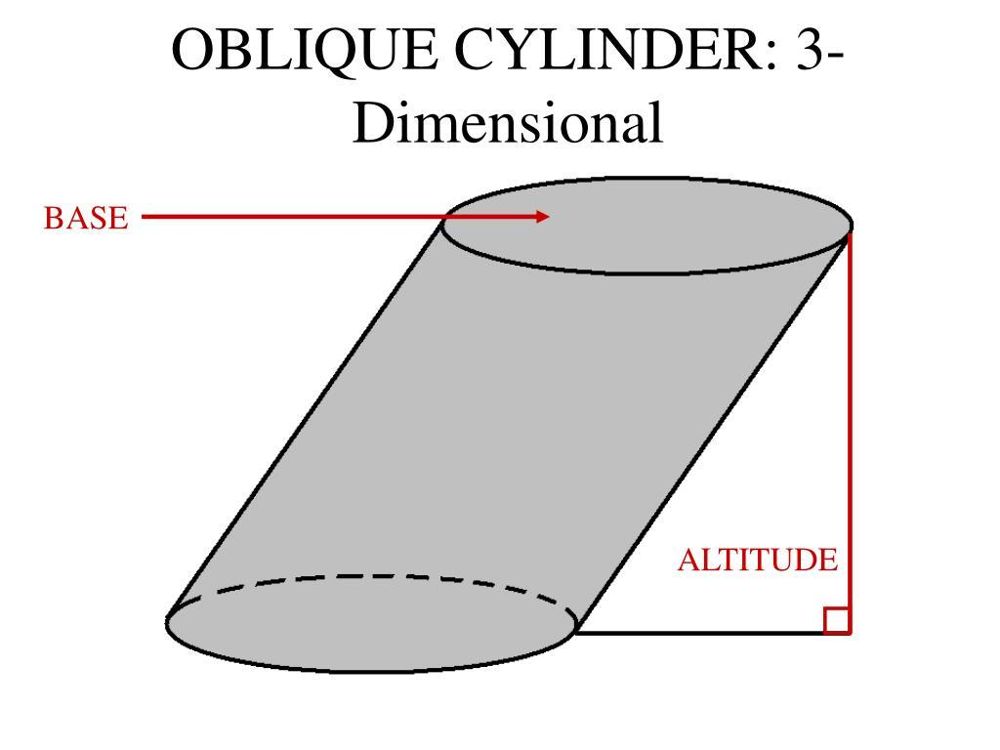 OBLIQUE CYLINDER: 3-
Dimensional
BASE
ALTITUDE